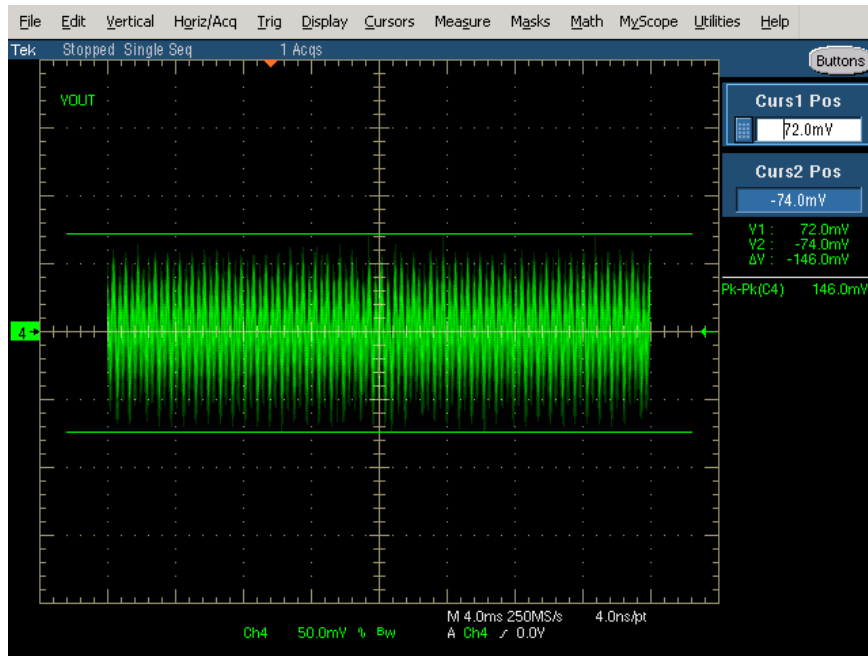 File Edit Vertical Horiz/Acq Trig Display Cursors Measure Masks Math MyScope Utilities Help
Tek Stopped Single Seq 1 Acqs
Buttons
VOUT
Curs1 Pos
72.0mV
Curs2 Pos
-74.0mV
V1 : 72.0mV
V2 : -74.0mV
ΔV : -146.0mV
Pk-Pk(C4) 146.0mV
4
M 4.0ms 250MS/s 4.0ns/pt
Ch4 50.0mV ∿ Bw A Ch4 ⁄ 0.0V